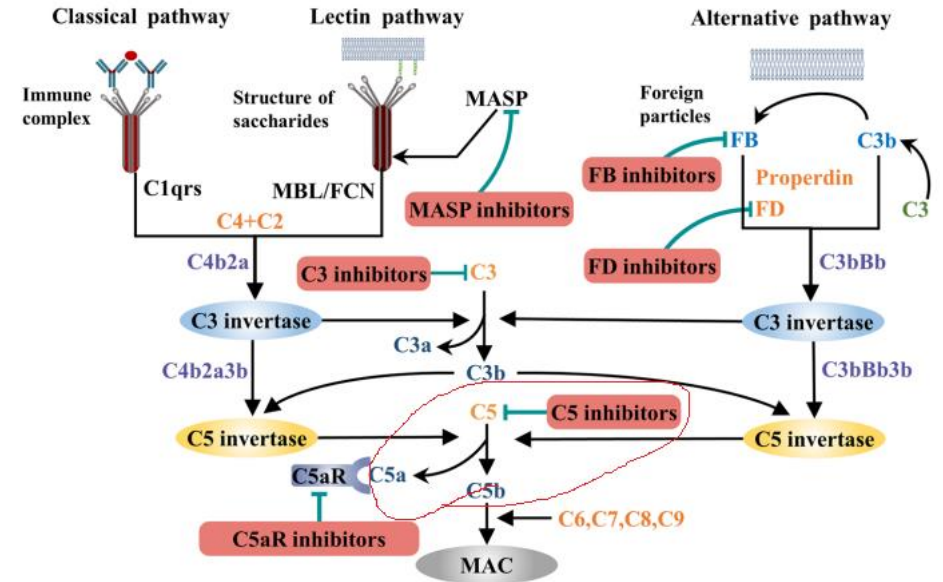 Classical pathway
Lectin pathway
Alternative pathway
Immune
complex
Structure of
saccharides
MASP
Foreign
particles
FB
C3b
FB inhibitors
Properdin
C1qrs
MBL/FCN
MASP inhibitors
FD
C3
C4+C2
C4b2a
C3 inhibitors
C3
FD inhibitors
C3bBb
C3 invertase
C3 invertase
C3a
C4b2a3b
C3b
C3bBb3b
C5
C5 inhibitors
C5 invertase
C5 invertase
C5aR
C5a
C5b
C5aR inhibitors
C6,C7,C8,C9
MAC